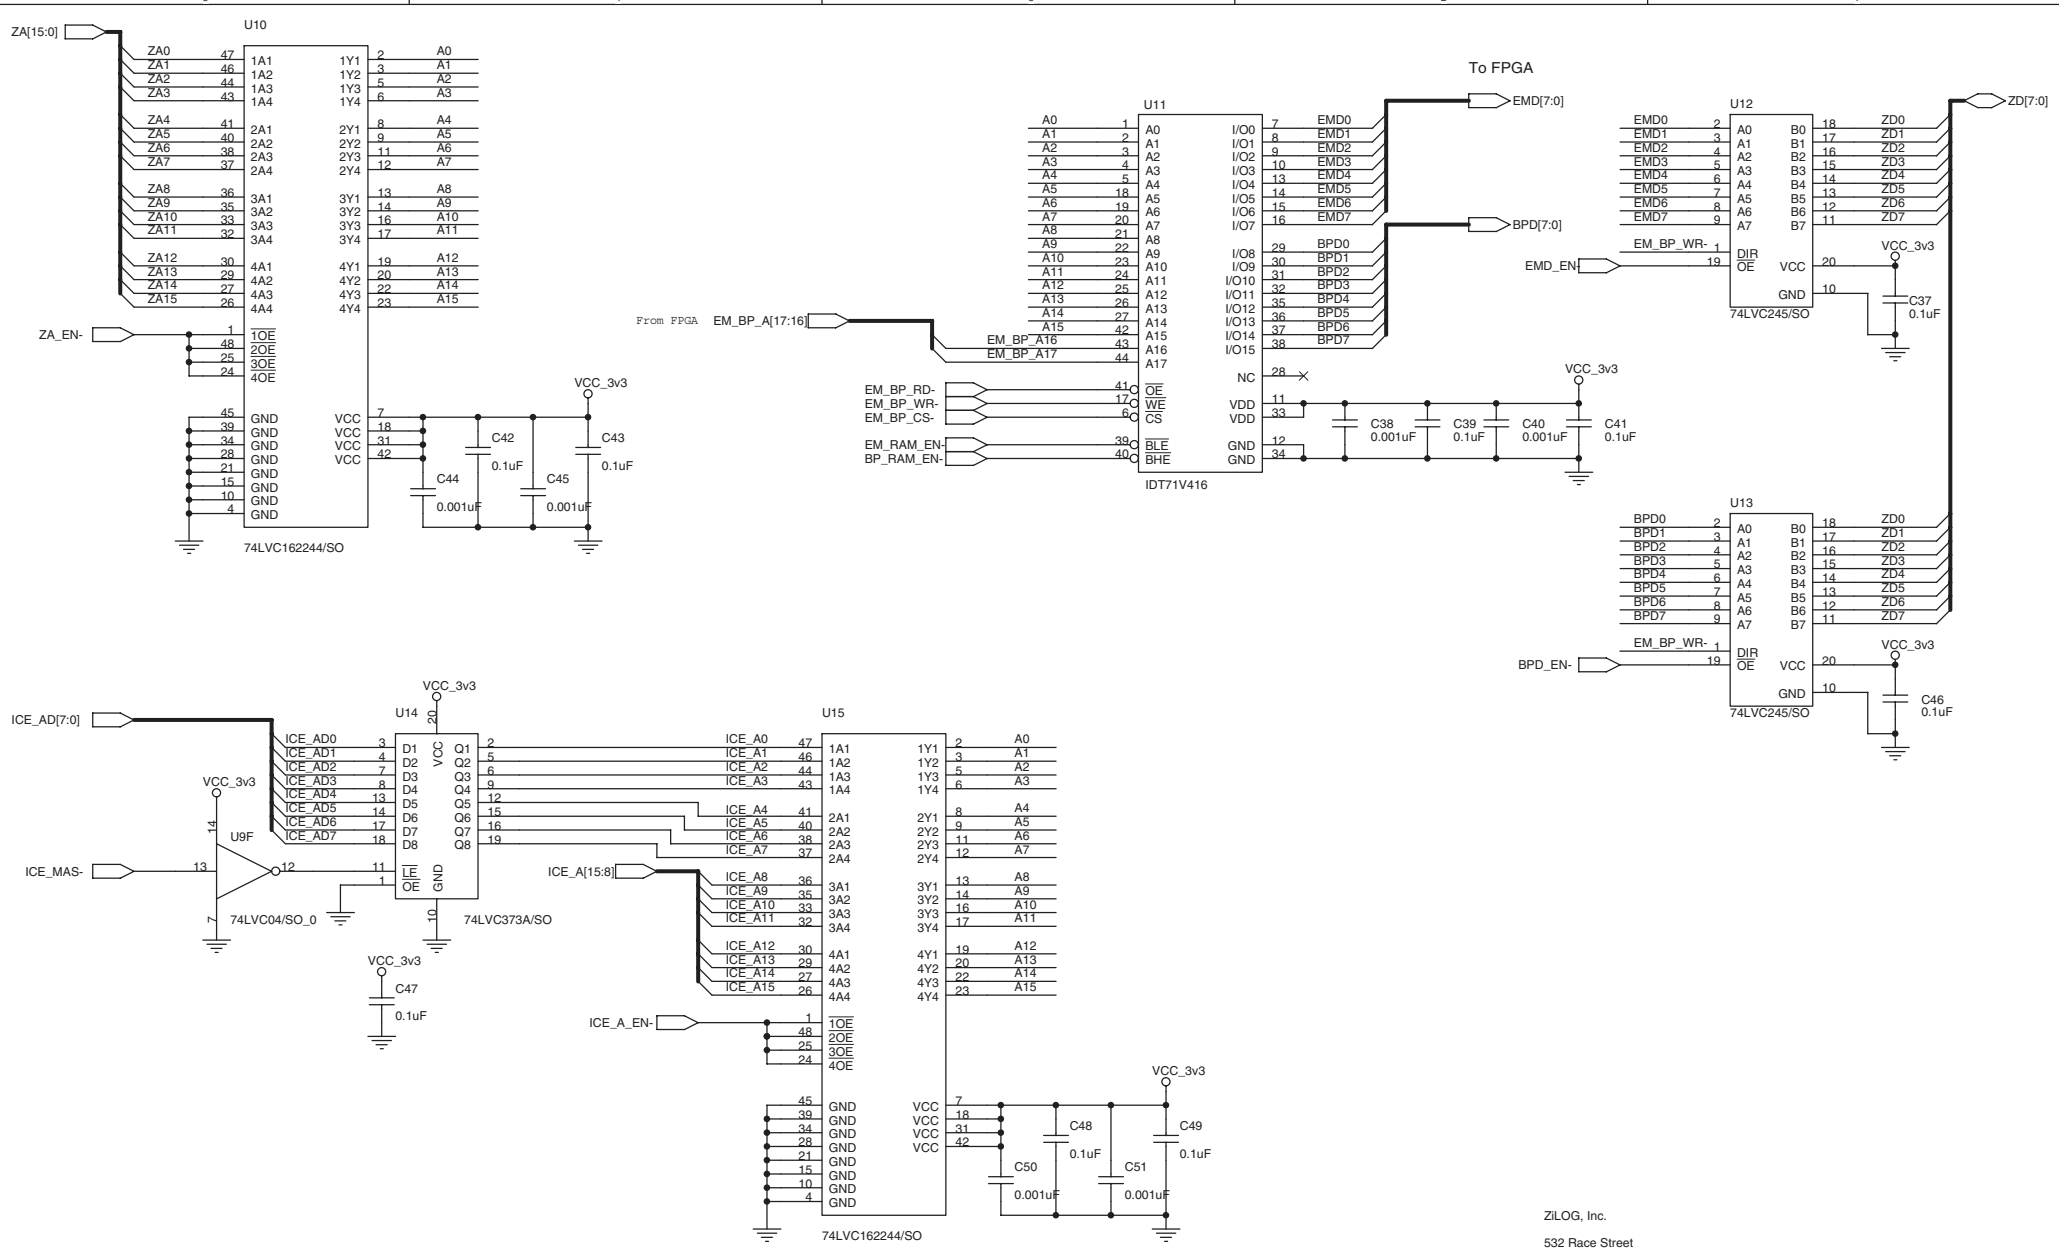 U10
ZA[15:0]
ZA0 47 1A1 1Y1 2 A0
ZA1 46 1A2 1Y2 3 A1
ZA2 44 1A3 1Y3 5 A2
ZA3 43 1A4 1Y4 6 A3
ZA4 41 2A1 2Y1 8 A4
ZA5 40 2A2 2Y2 9 A5
ZA6 38 2A3 2Y3 11 A6
ZA7 37 2A4 2Y4 12 A7
ZA8 36 3A1 3Y1 13 A8
ZA9 35 3A2 3Y2 14 A9
ZA10 33 3A3 3Y3 16 A10
ZA11 32 3A4 3Y4 17 A11
ZA12 30 4A1 4Y1 19 A12
ZA13 29 4A2 4Y2 20 A13
ZA14 27 4A3 4Y3 22 A14
ZA15 26 4A4 4Y4 23 A15
ZA_EN- 1 1OE
48 2OE
25 3OE
24 4OE
45 GND VCC 7
39 GND VCC 18
34 GND VCC 31
28 GND VCC 42
21 GND
15 GND
10 GND
4 GND
74LVC162244/SO
VCC_3v3
C42 0.1uF
C43 0.1uF
C44 0.001uF
C45 0.001uF
To FPGA
U11
EMD[7:0]
A0 1 A0 I/O0 7 EMD0
A1 2 A1 I/O1 8 EMD1
A2 3 A2 I/O2 9 EMD2
A3 4 A3 I/O3 10 EMD3
A4 5 A4 I/O4 13 EMD4
A5 18 A5 I/O5 14 EMD5
A6 19 A6 I/O6 15 EMD6
A7 20 A7 I/O7 16 EMD7
BPD[7:0]
A8 21 A8
A9 22 A9 I/O8 29 BPD0
A10 23 A10 I/O9 30 BPD1
A11 24 A11 I/O10 31 BPD2
A12 25 A12 I/O11 32 BPD3
A13 26 A13 I/O12 35 BPD4
A14 27 A14 I/O13 36 BPD5
A15 42 A15 I/O14 37 BPD6
EM_BP_A16 43 A16 I/O15 38 BPD7
EM_BP_A17 44 A17
From FPGA EM_BP_A[17:16]
NC 28
EM_BP_RD- 41 OE
EM_BP_WR- 17 WE VDD 11
EM_BP_CS- 6 CS VDD 33
EM_RAM_EN- 39 BLE GND 12
BP_RAM_EN- 40 BHE GND 34
IDT71V416
VCC_3v3
C38 0.001uF
C39 0.1uF
C40 0.001uF
C41 0.1uF
U12
ZD[7:0]
EMD0 2 A0 B0 18 ZD0
EMD1 3 A1 B1 17 ZD1
EMD2 4 A2 B2 16 ZD2
EMD3 5 A3 B3 15 ZD3
EMD4 6 A4 B4 14 ZD4
EMD5 7 A5 B5 13 ZD5
EMD6 8 A6 B6 12 ZD6
EMD7 9 A7 B7 11 ZD7
EM_BP_WR- 1 DIR
EMD_EN- 19 OE VCC 20
GND 10
74LVC245/SO
VCC_3v3
C37
0.1uF
U13
BPD0 2 A0 B0 18 ZD0
BPD1 3 A1 B1 17 ZD1
BPD2 4 A2 B2 16 ZD2
BPD3 5 A3 B3 15 ZD3
BPD4 6 A4 B4 14 ZD4
BPD5 7 A5 B5 13 ZD5
BPD6 8 A6 B6 12 ZD6
BPD7 9 A7 B7 11 ZD7
EM_BP_WR- 1 DIR
BPD_EN- 19 OE VCC 20
GND 10
74LVC245/SO
VCC_3v3
C46
0.1uF
VCC_3v3
U14
20
VCC
ICE_AD[7:0]
ICE_AD0 3 D1 Q1 2
ICE_AD1 4 D2 Q2 5
ICE_AD2 7 D3 Q3 6
ICE_AD3 8 D4 Q4 9
ICE_AD4 13 D5 Q5 12
ICE_AD5 14 D6 Q6 15
ICE_AD6 17 D7 Q7 16
ICE_AD7 18 D8 Q8 19
11 LE
1 OE
GND
10
74LVC373A/SO
VCC_3v3
14
U9F
ICE_MAS- 13 12
7
74LVC04/SO_0
VCC_3v3
C47
0.1uF
U15
ICE_A0 47 1A1 1Y1 2 A0
ICE_A1 46 1A2 1Y2 3 A1
ICE_A2 44 1A3 1Y3 5 A2
ICE_A3 43 1A4 1Y4 6 A3
ICE_A4 41 2A1 2Y1 8 A4
ICE_A5 40 2A2 2Y2 9 A5
ICE_A6 38 2A3 2Y3 11 A6
ICE_A7 37 2A4 2Y4 12 A7
ICE_A[15:8]
ICE_A8 36 3A1 3Y1 13 A8
ICE_A9 35 3A2 3Y2 14 A9
ICE_A10 33 3A3 3Y3 16 A10
ICE_A11 32 3A4 3Y4 17 A11
ICE_A12 30 4A1 4Y1 19 A12
ICE_A13 29 4A2 4Y2 20 A13
ICE_A14 27 4A3 4Y3 22 A14
ICE_A15 26 4A4 4Y4 23 A15
ICE_A_EN- 1 1OE
48 2OE
25 3OE
24 4OE
45 GND VCC 7
39 GND VCC 18
34 GND VCC 31
28 GND VCC 42
21 GND
15 GND
10 GND
4 GND
74LVC162244/SO
VCC_3v3
C48 0.1uF
C49 0.1uF
C50 0.001uF
C51 0.001uF
ZiLOG, Inc.
532 Race Street